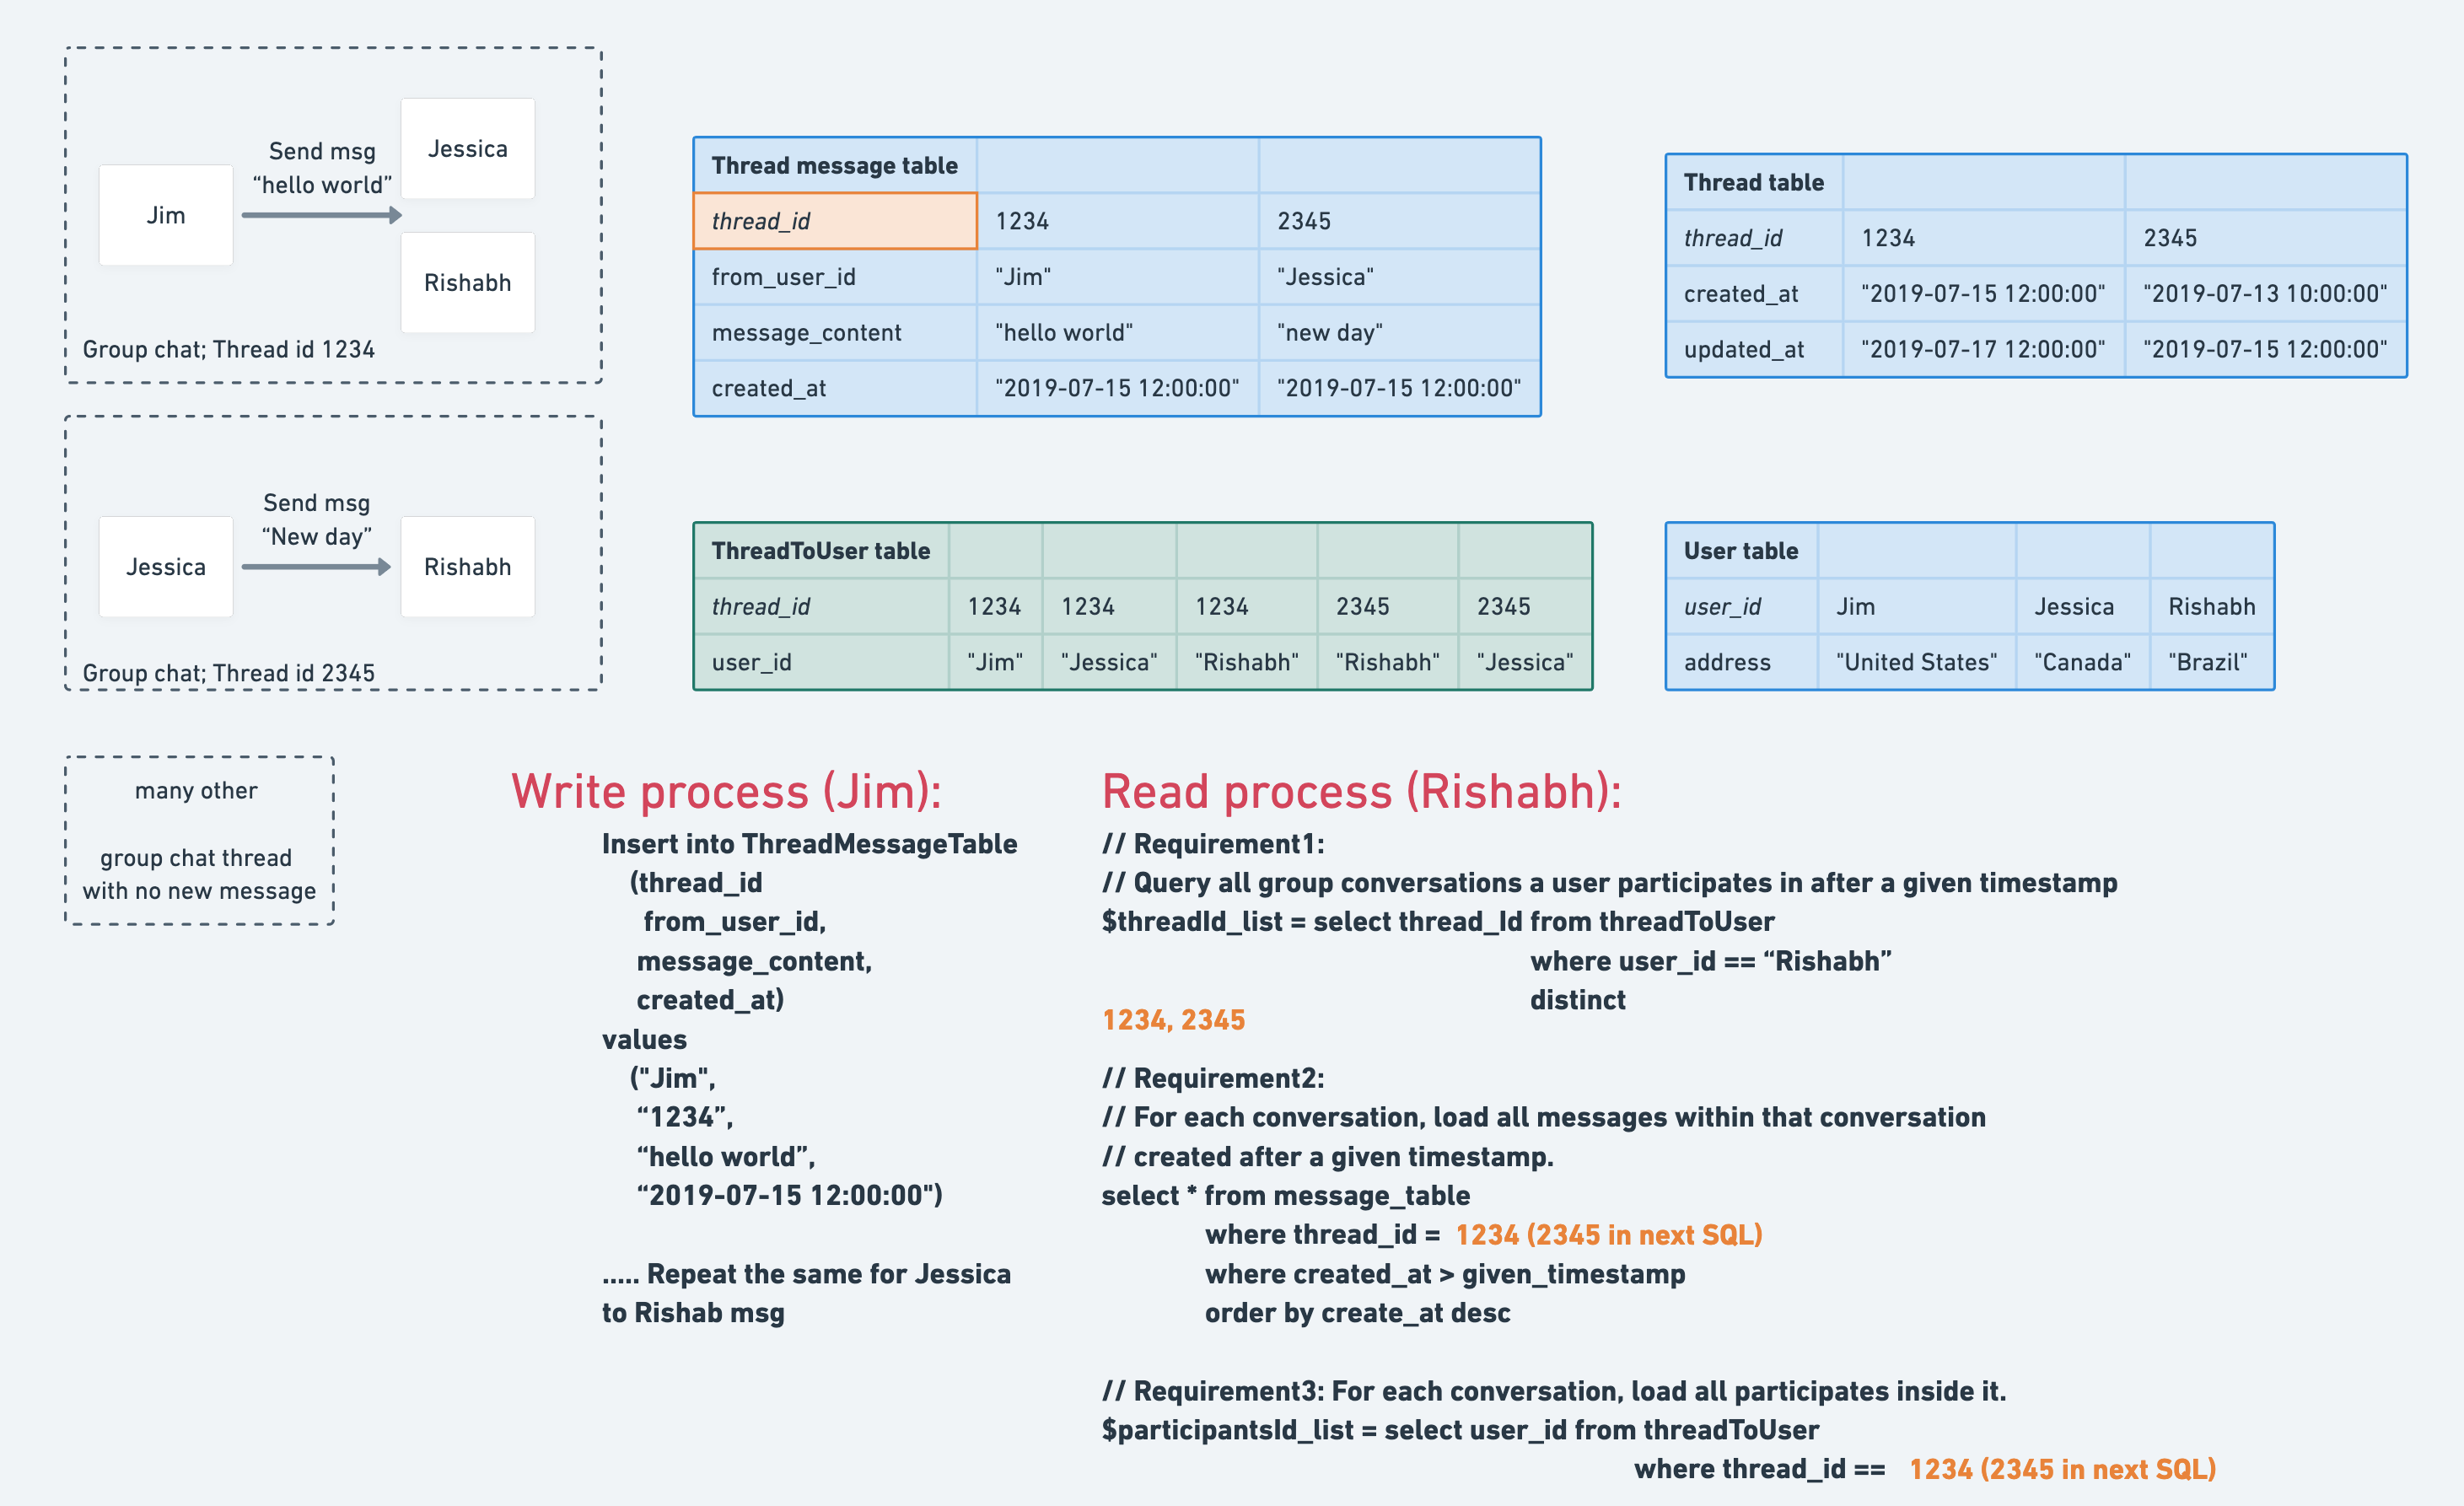 Jim
Send msg
“hello world”
Jessica
Rishabh
Group chat; Thread id 1234
Jessica
Send msg
“New day”
Rishabh
Group chat; Thread id 2345
many other
group chat thread
with no new message
Thread message table
thread_id 1234 2345
from_user_id "Jim" "Jessica"
message_content "hello world" "new day"
created_at "2019-07-15 12:00:00" "2019-07-15 12:00:00"
Thread table
thread_id 1234 2345
created_at "2019-07-15 12:00:00" "2019-07-13 10:00:00"
updated_at "2019-07-17 12:00:00" "2019-07-15 12:00:00"
ThreadToUser table
thread_id 1234 1234 1234 2345 2345
user_id "Jim" "Jessica" "Rishabh" "Rishabh" "Jessica"
User table
user_id Jim Jessica Rishabh
address "United States" "Canada" "Brazil"
Write process (Jim):
Insert into ThreadMessageTable
(thread_id
from_user_id,
message_content,
created_at)
values
("Jim",
“1234”,
“hello world”,
“2019-07-15 12:00:00")
..... Repeat the same for Jessica
to Rishab msg
Read process (Rishabh):
// Requirement1:
// Query all group conversations a user participates in after a given timestamp
$threadId_list = select thread_Id from threadToUser
where user_id == “Rishabh”
distinct
1234, 2345
// Requirement2:
// For each conversation, load all messages within that conversation
// created after a given timestamp.
select * from message_table
where thread_id = 1234 (2345 in next SQL)
where created_at > given_timestamp
order by create_at desc
// Requirement3: For each conversation, load all participates inside it.
$participantsId_list = select user_id from threadToUser
where thread_id == 1234 (2345 in next SQL)